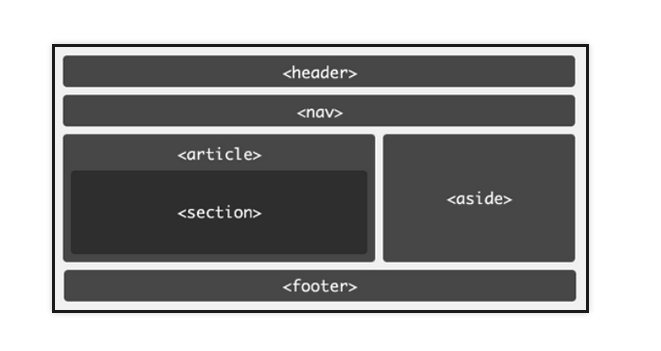 <header>
<nav>
<article>
<section>
<aside>
<footer>